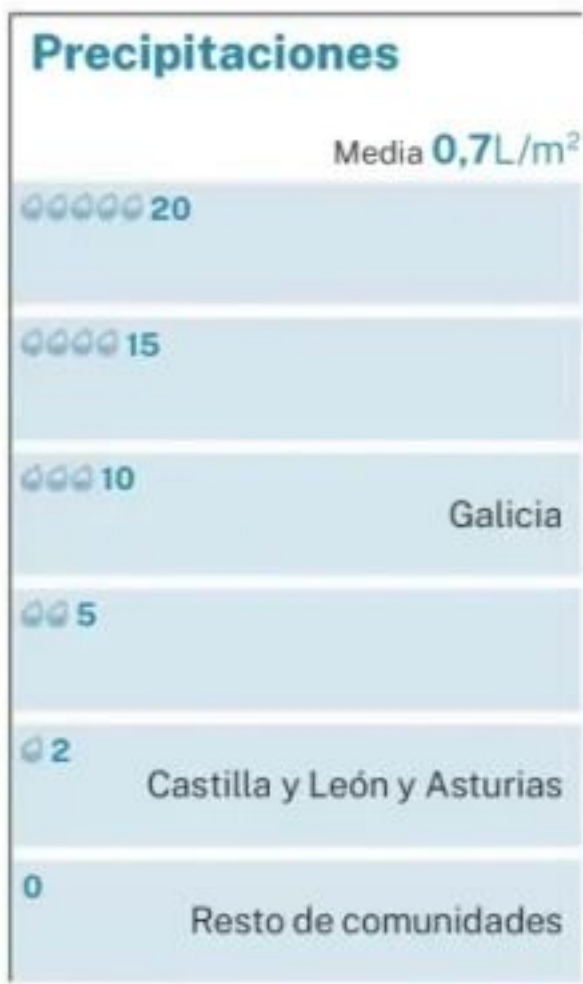 Precipitaciones
Media 0,7L/m²
20
15
10
Galicia
5
2
Castilla y León y Asturias
0
Resto de comunidades